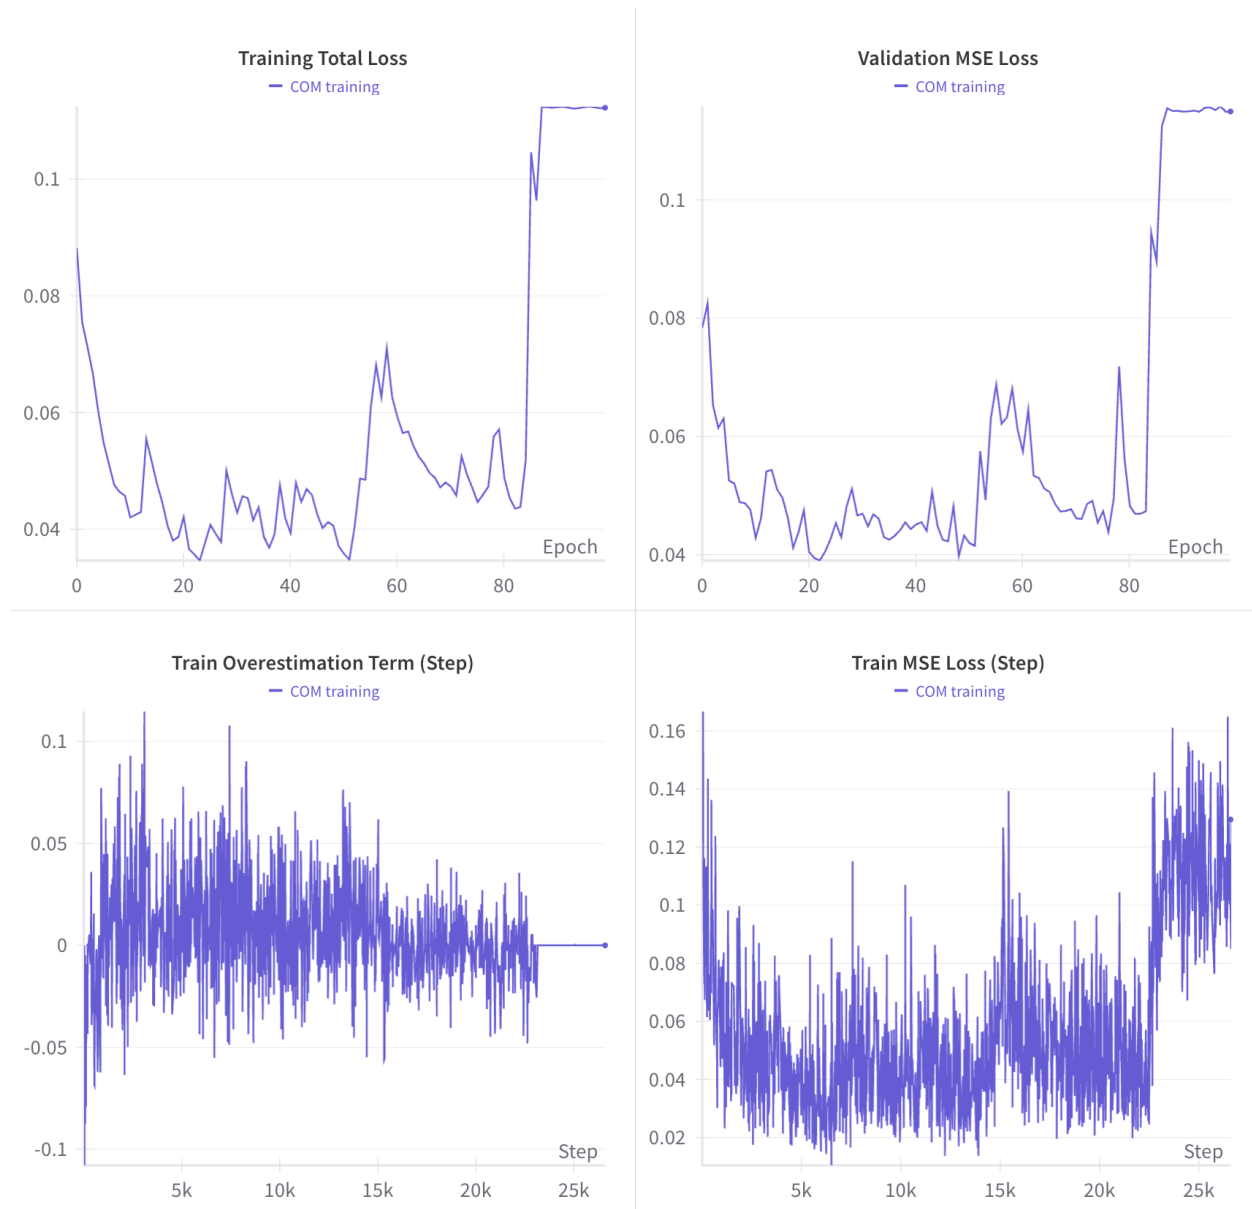 Training Total Loss
COM training
0.1
0.08
0.06
0.04
Epoch
0 20 40 60 80
Validation MSE Loss
COM training
0.1
0.08
0.06
0.04
Epoch
0 20 40 60 80
Train Overestimation Term (Step)
COM training
0.1
0.05
0
-0.05
-0.1
Step
5k 10k 15k 20k 25k
Train MSE Loss (Step)
COM training
0.16
0.14
0.12
0.1
0.08
0.06
0.04
0.02
Step
5k 10k 15k 20k 25k